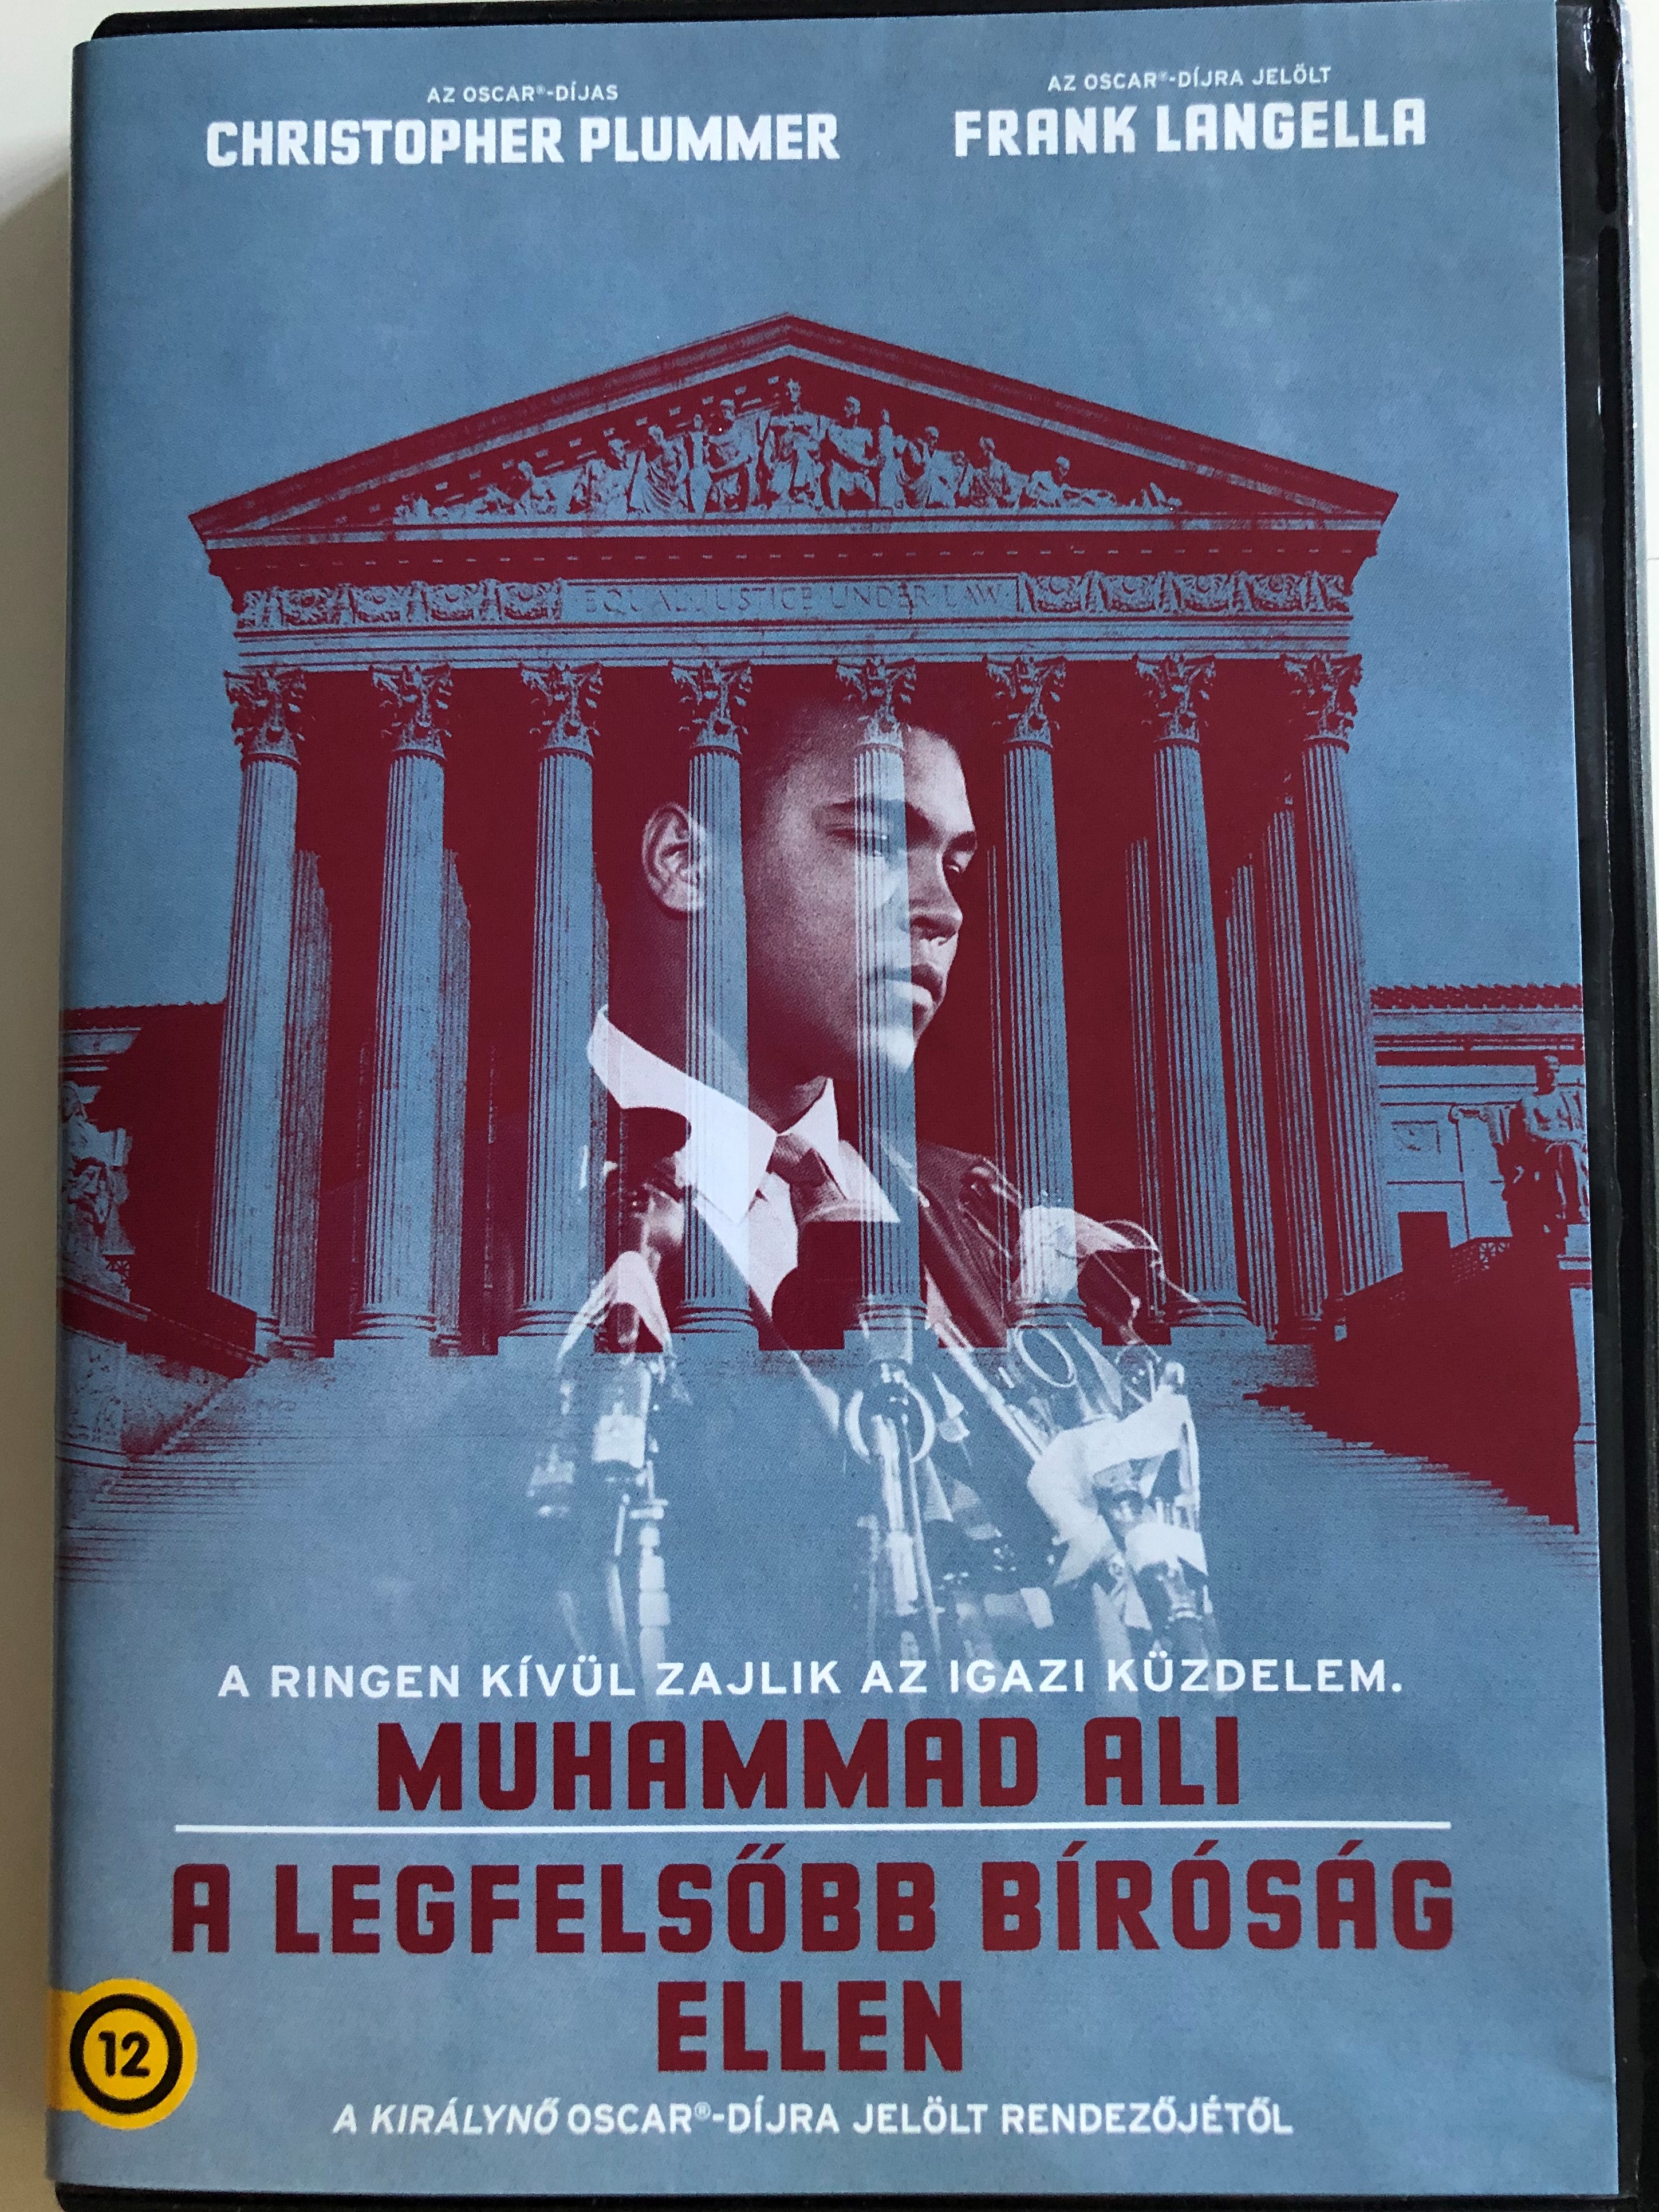 AZ OSCAR®-DÍJAS
CHRISTOPHER PLUMMER
AZ OSCAR®-DÍJRA JELÖLT
FRANK LANGELLA
EQUAL JUSTICE UNDER LAW
A RINGEN KÍVÜL ZAJLIK AZ IGAZI KÜZDELEM.
MUHAMMAD ALI
A LEGFELSŐBB BÍRÓSÁG
ELLEN
12
A KIRÁLYNŐ OSCAR®-DÍJRA JELÖLT RENDEZŐJÉTŐL